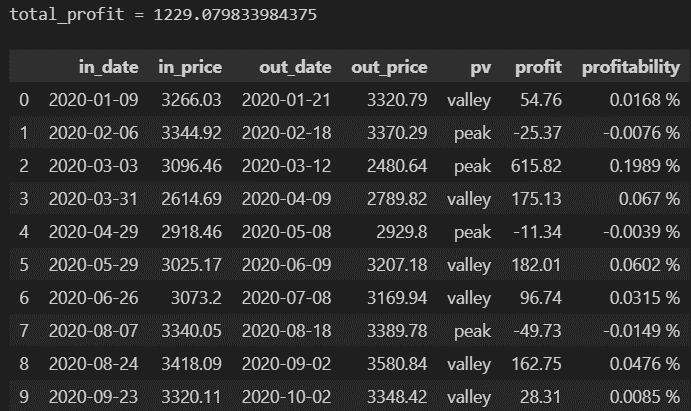 total_profit = 1229.079833984375
in_date in_price out_date out_price pv profit profitability
0 2020-01-09 3266.03 2020-01-21 3320.79 valley 54.76 0.0168 %
1 2020-02-06 3344.92 2020-02-18 3370.29 peak -25.37 -0.0076 %
2 2020-03-03 3096.46 2020-03-12 2480.64 peak 615.82 0.1989 %
3 2020-03-31 2614.69 2020-04-09 2789.82 valley 175.13 0.067 %
4 2020-04-29 2918.46 2020-05-08 2929.8 peak -11.34 -0.0039 %
5 2020-05-29 3025.17 2020-06-09 3207.18 valley 182.01 0.0602 %
6 2020-06-26 3073.2 2020-07-08 3169.94 valley 96.74 0.0315 %
7 2020-08-07 3340.05 2020-08-18 3389.78 peak -49.73 -0.0149 %
8 2020-08-24 3418.09 2020-09-02 3580.84 valley 162.75 0.0476 %
9 2020-09-23 3320.11 2020-10-02 3348.42 valley 28.31 0.0085 %